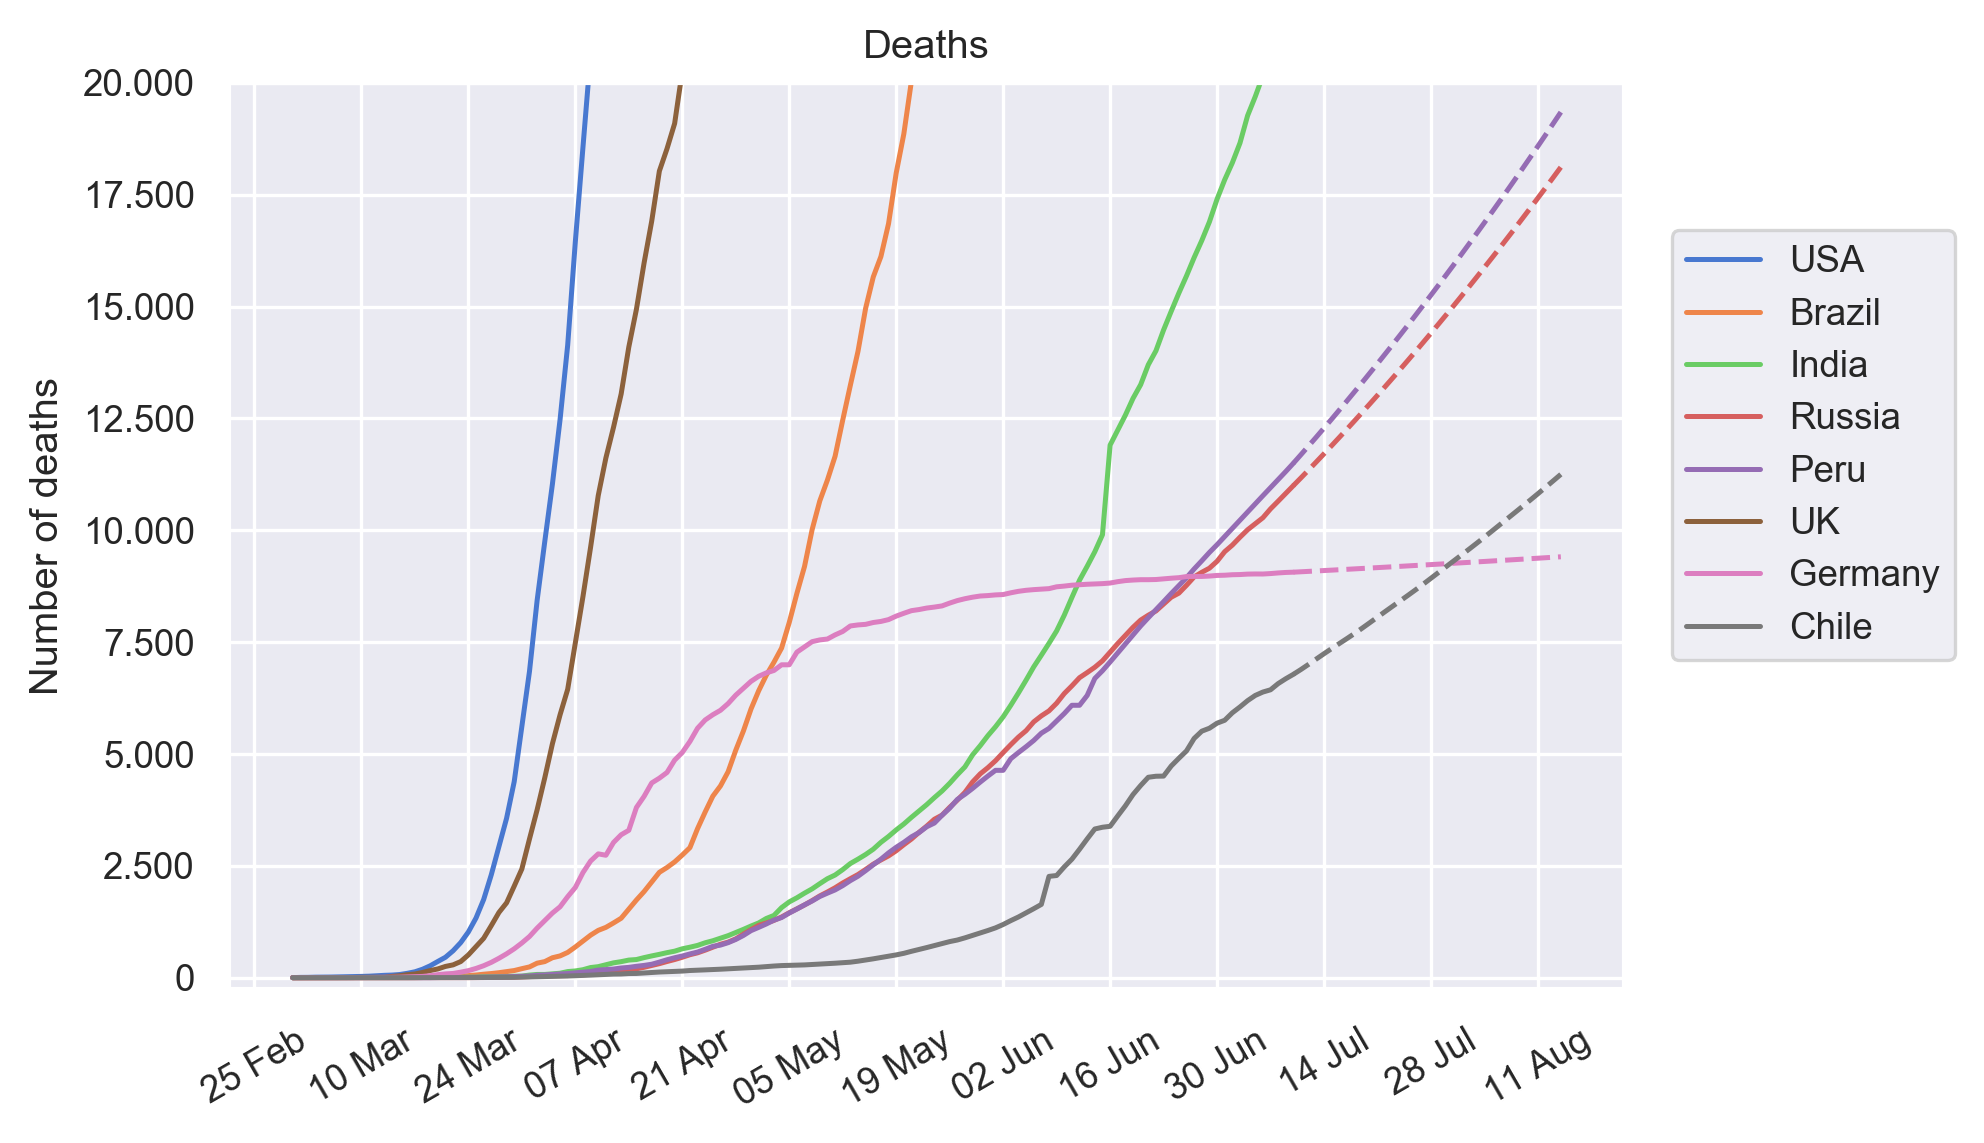 Deaths
20.000
17.500
15.000
12.500
10.000
7.500
5.000
2.500
0
Number of deaths
25 Feb
10 Mar
24 Mar
07 Apr
21 Apr
05 May
19 May
02 Jun
16 Jun
30 Jun
14 Jul
28 Jul
11 Aug
USA
Brazil
India
Russia
Peru
UK
Germany
Chile